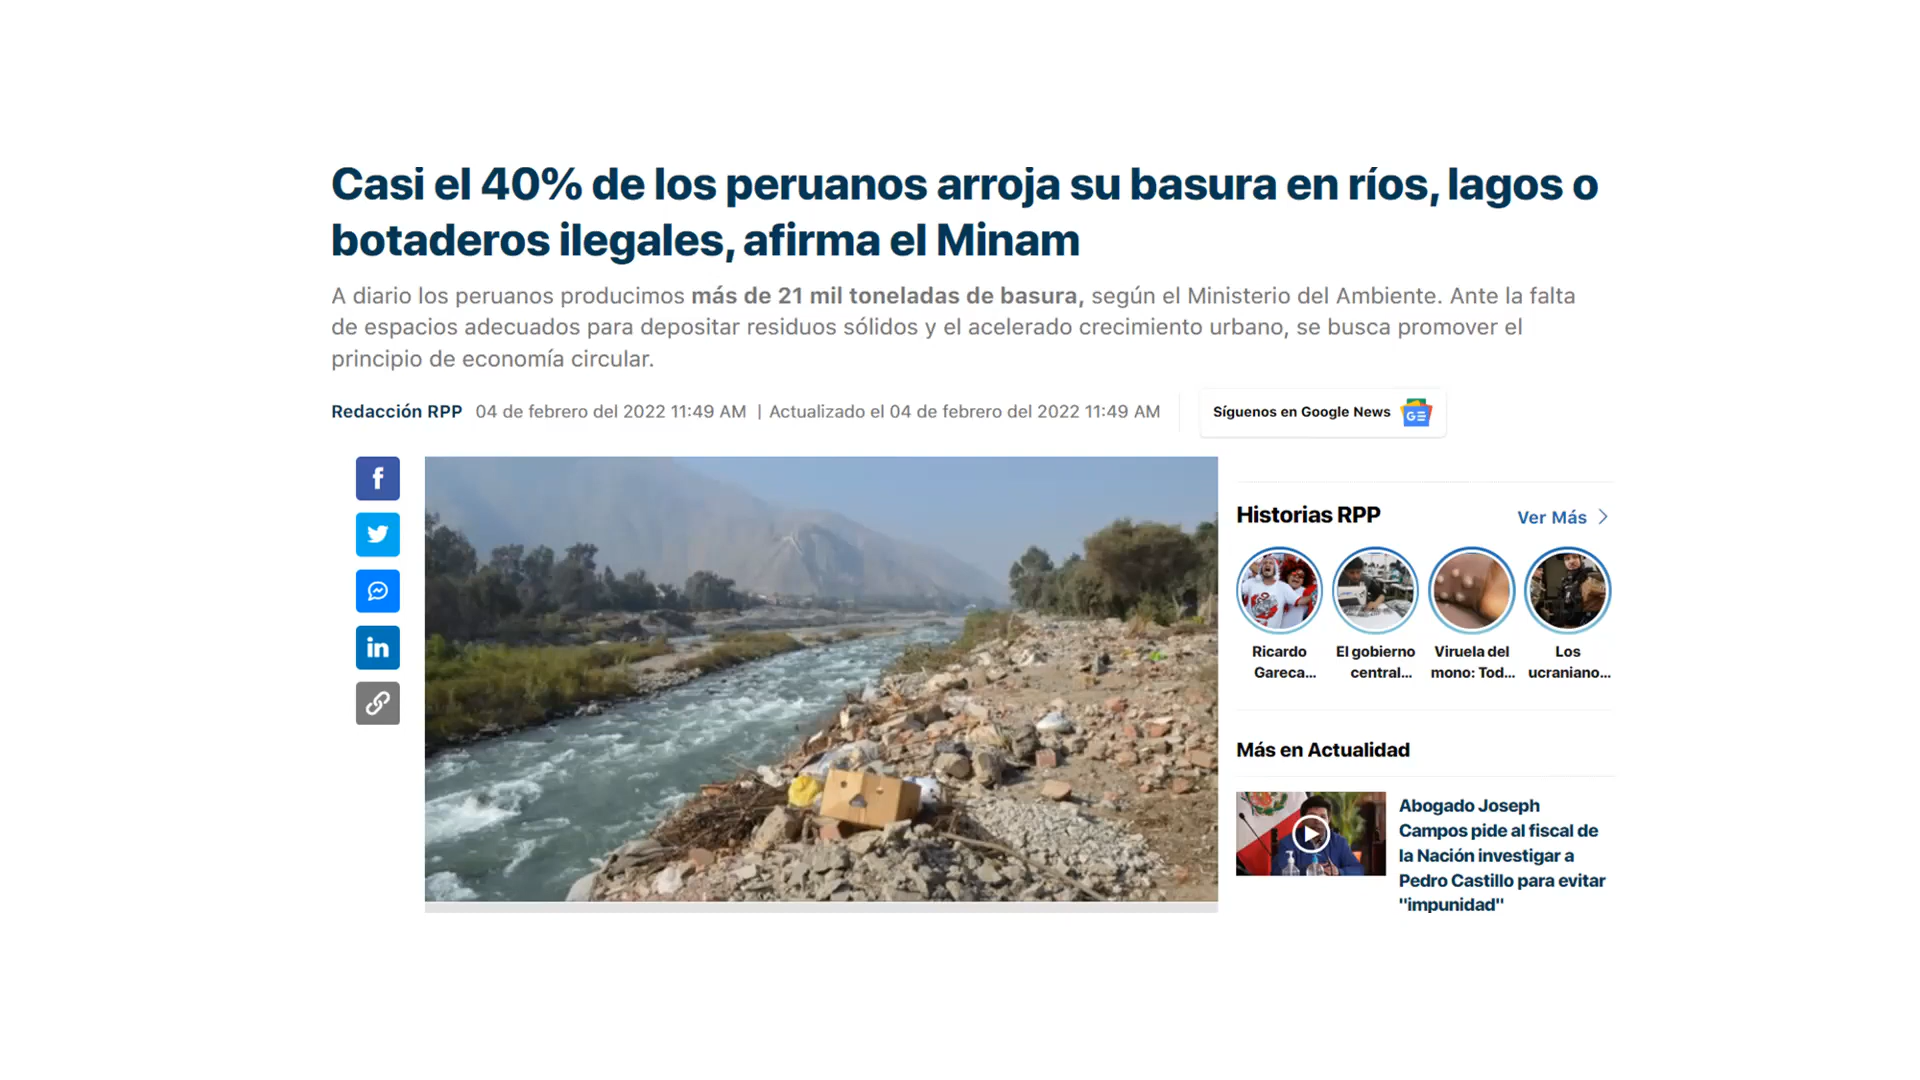 Casi el 40% de los peruanos arroja su basura en ríos, lagos o
botaderos ilegales, afirma el Minam
A diario los peruanos producimos más de 21 mil toneladas de basura, según el Ministerio del Ambiente. Ante la falta
de espacios adecuados para depositar residuos sólidos y el acelerado crecimiento urbano, se busca promover el
principio de economía circular.
Redacción RPP 04 de febrero del 2022 11:49 AM | Actualizado el 04 de febrero del 2022 11:49 AM
Síguenos en Google News
Historias RPP
Ver Más
Ricardo
Gareca...
El gobierno
central...
Viruela del
mono: Tod...
Los
ucraniano...
Más en Actualidad
Abogado Joseph
Campos pide al fiscal de
la Nación investigar a
Pedro Castillo para evitar
"impunidad"